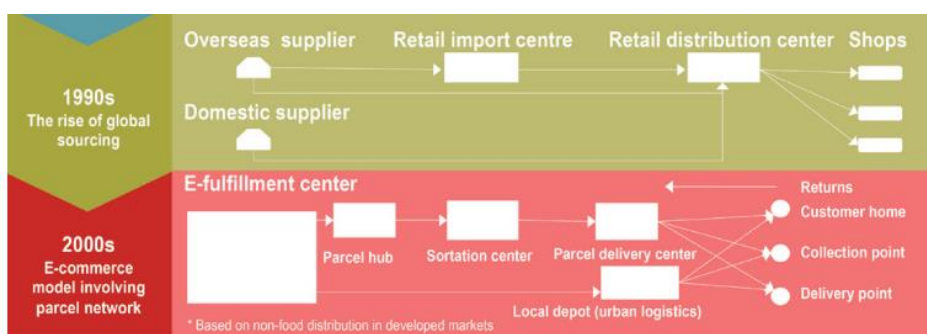 Overseas supplier
Retail import centre
Retail distribution center
Shops
1990s
The rise of global
sourcing
Domestic supplier
E-fulfillment center
Returns
Customer home
2000s
E-commerce
model involving
parcel network
Parcel hub
Sortation center
Parcel delivery center
Collection point
Local depot (urban logistics)
Delivery point
* Based on non-food distribution in developed markets